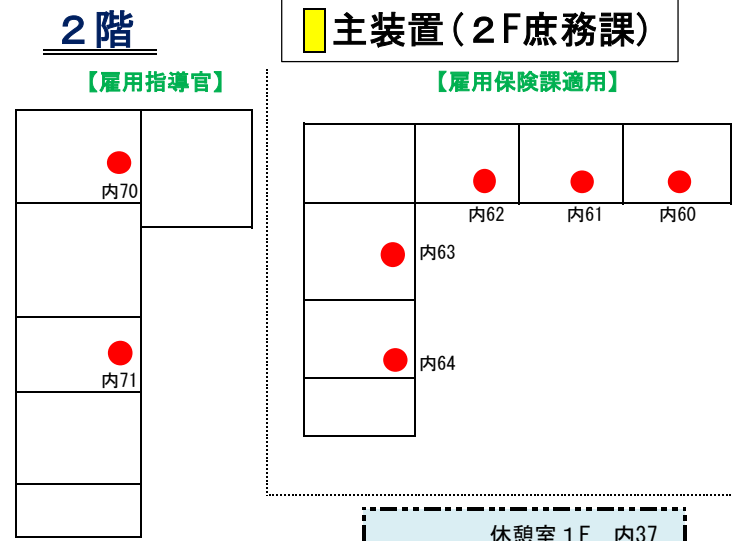 ２階
主装置（２F庶務課）
【雇用指導官】
【雇用保険課適用】
内70
内62
内61
内60
内63
内64
内71
休憩室１F　内37